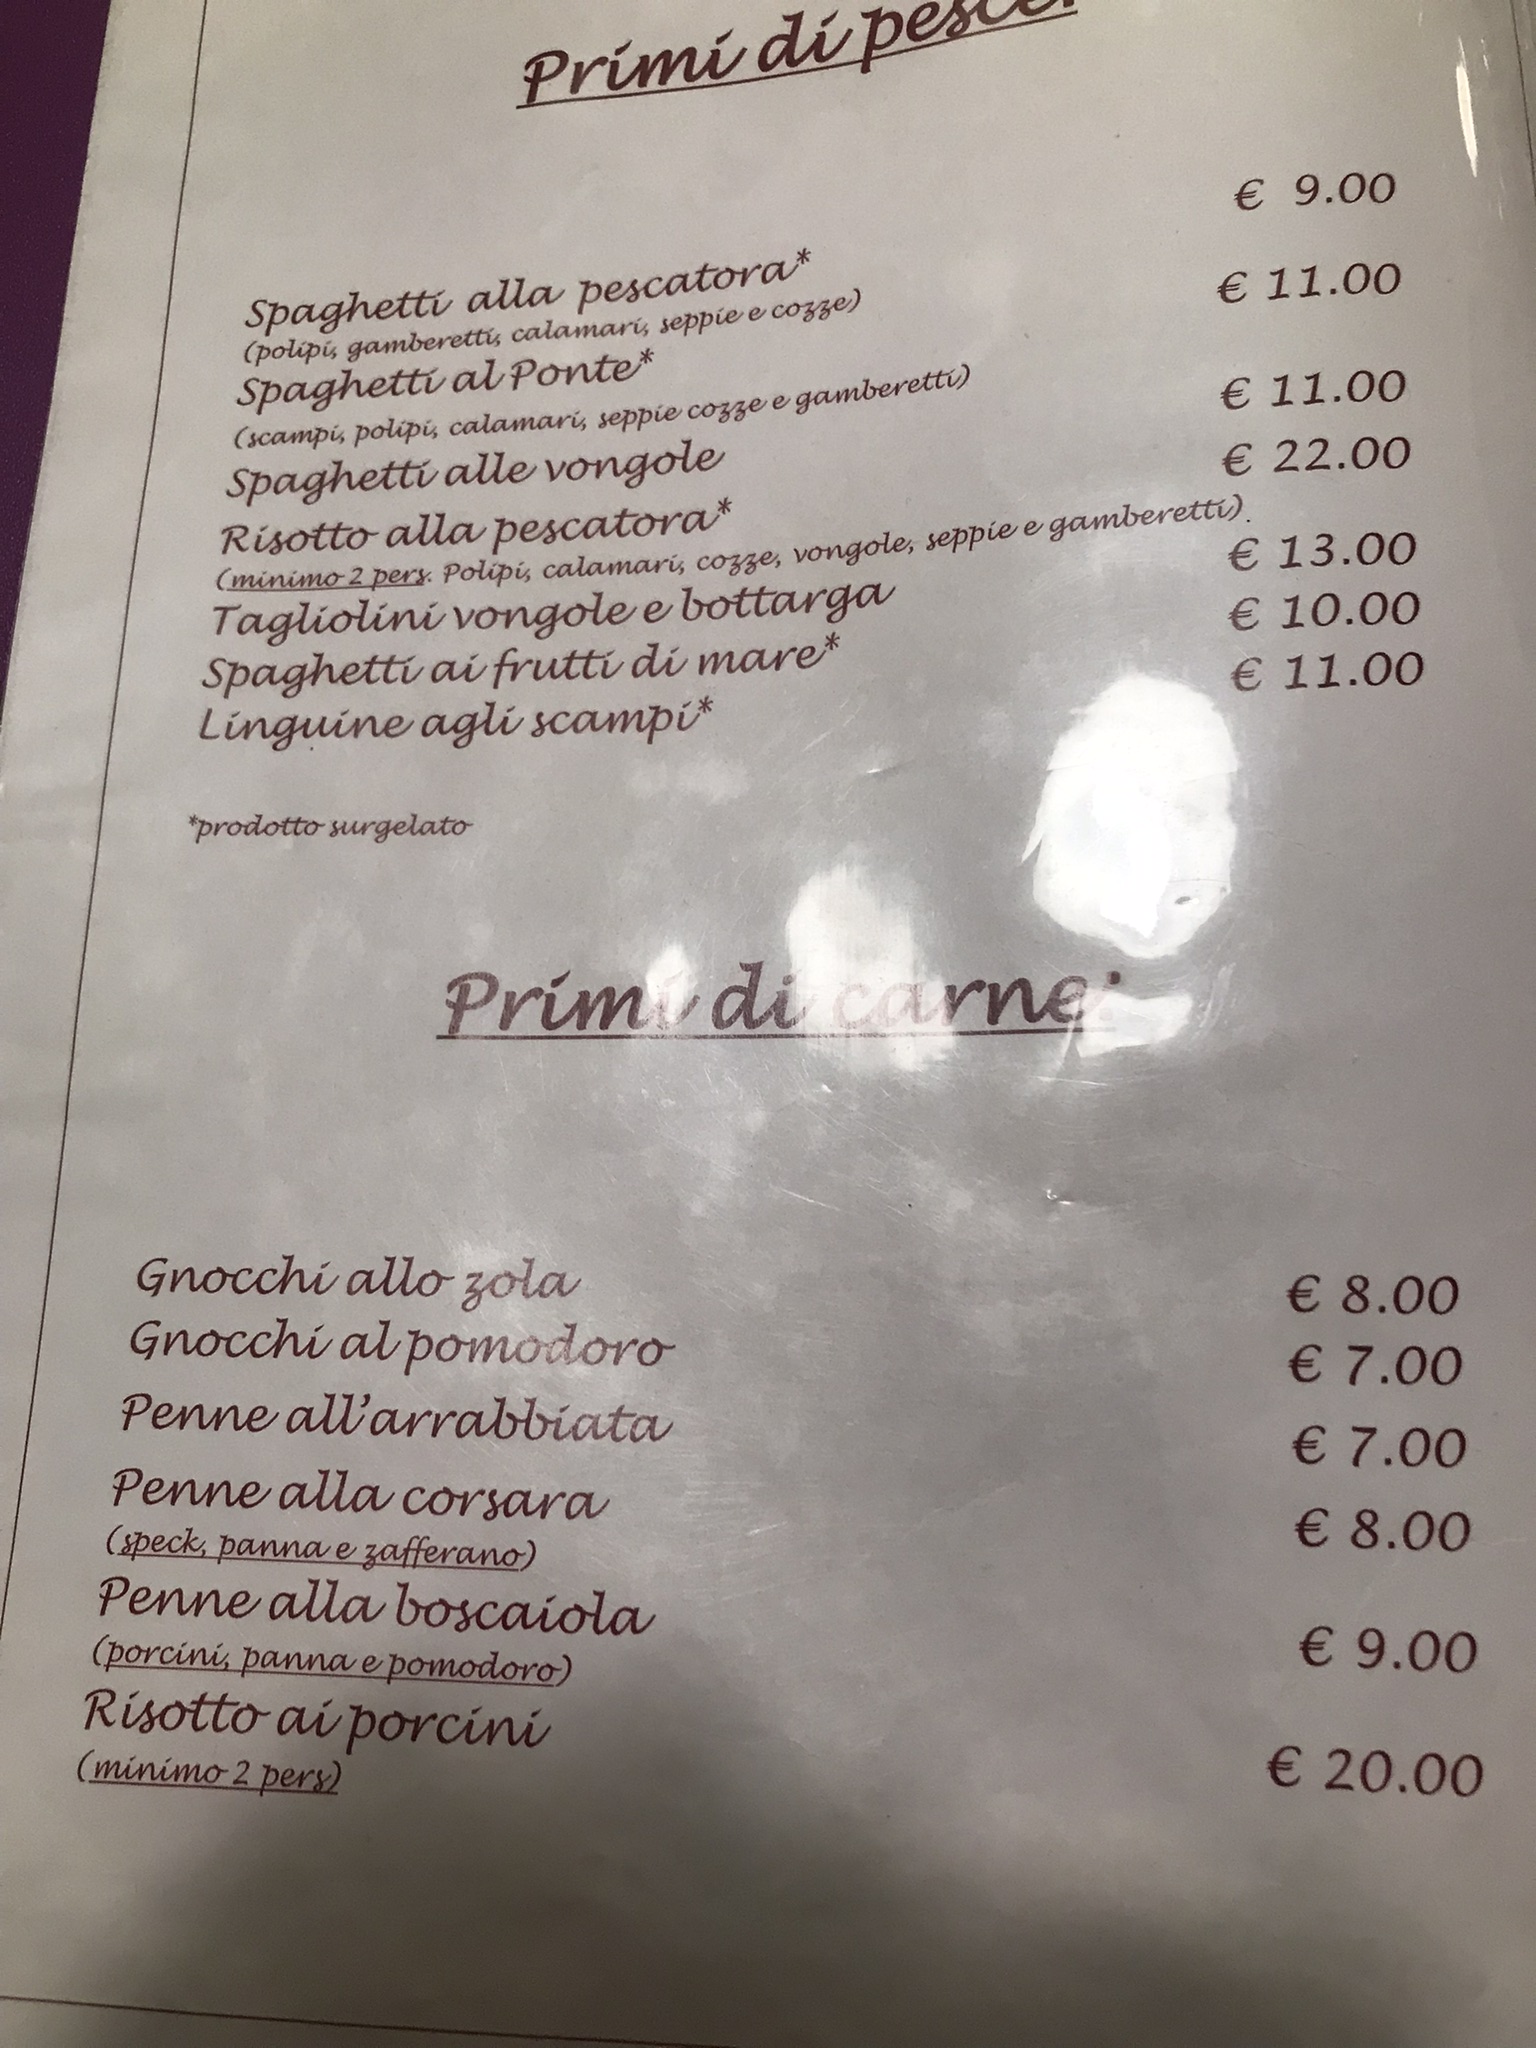 Primi di pesce:
Spaghetti alla pescatora* € 9.00
(polipi, gamberetti, calamari, seppie e cozze)
Spaghetti al Ponte* € 11.00
(scampi, polipi, calamari, seppie cozze e gamberetti)
Spaghetti alle vongole € 11.00
Risotto alla pescatora* € 22.00
(minimo 2 pers. Polipi, calamari, cozze, vongole, seppie e gamberetti).
Tagliolini vongole e bottarga € 13.00
Spaghetti ai frutti di mare* € 10.00
Linguine agli scampi* € 11.00
*prodotto surgelato
Primi di carne:
Gnocchi allo zola € 8.00
Gnocchi al pomodoro € 7.00
Penne all'arrabbiata € 7.00
Penne alla corsara € 8.00
(speck, panna e zafferano)
Penne alla boscaiola € 9.00
(porcini, panna e pomodoro)
Risotto ai porcini € 20.00
(minimo 2 pers)